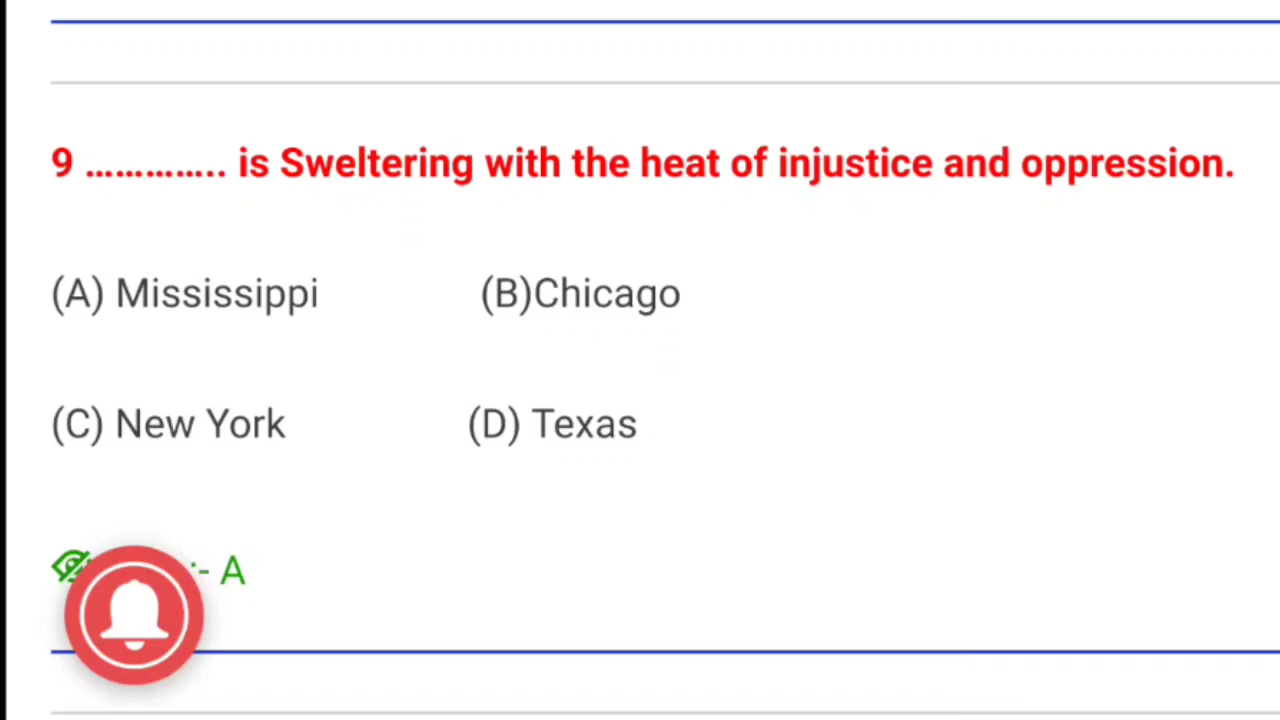 9 .............. is Sweltering with the heat of injustice and oppression.
(A) Mississippi (B)Chicago
(C) New York (D) Texas
:- A